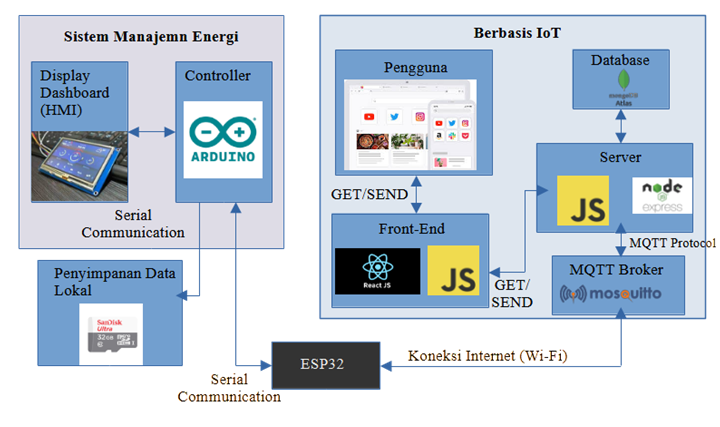 Sistem Manajemn Energi
Display
Dashboard
(HMI)
Controller
ARDUINO
Serial
Communication
Penyimpanan Data
Lokal
SanDisk
Ultra
32GB
Serial
Communication
ESP32
Koneksi Internet (Wi-Fi)
Berbasis IoT
Pengguna
GET/SEND
Front-End
React JS
JS
GET/
SEND
Database
mongoDB
Atlas
Server
JS
node
express
MQTT Protocol
MQTT Broker
mosquitto